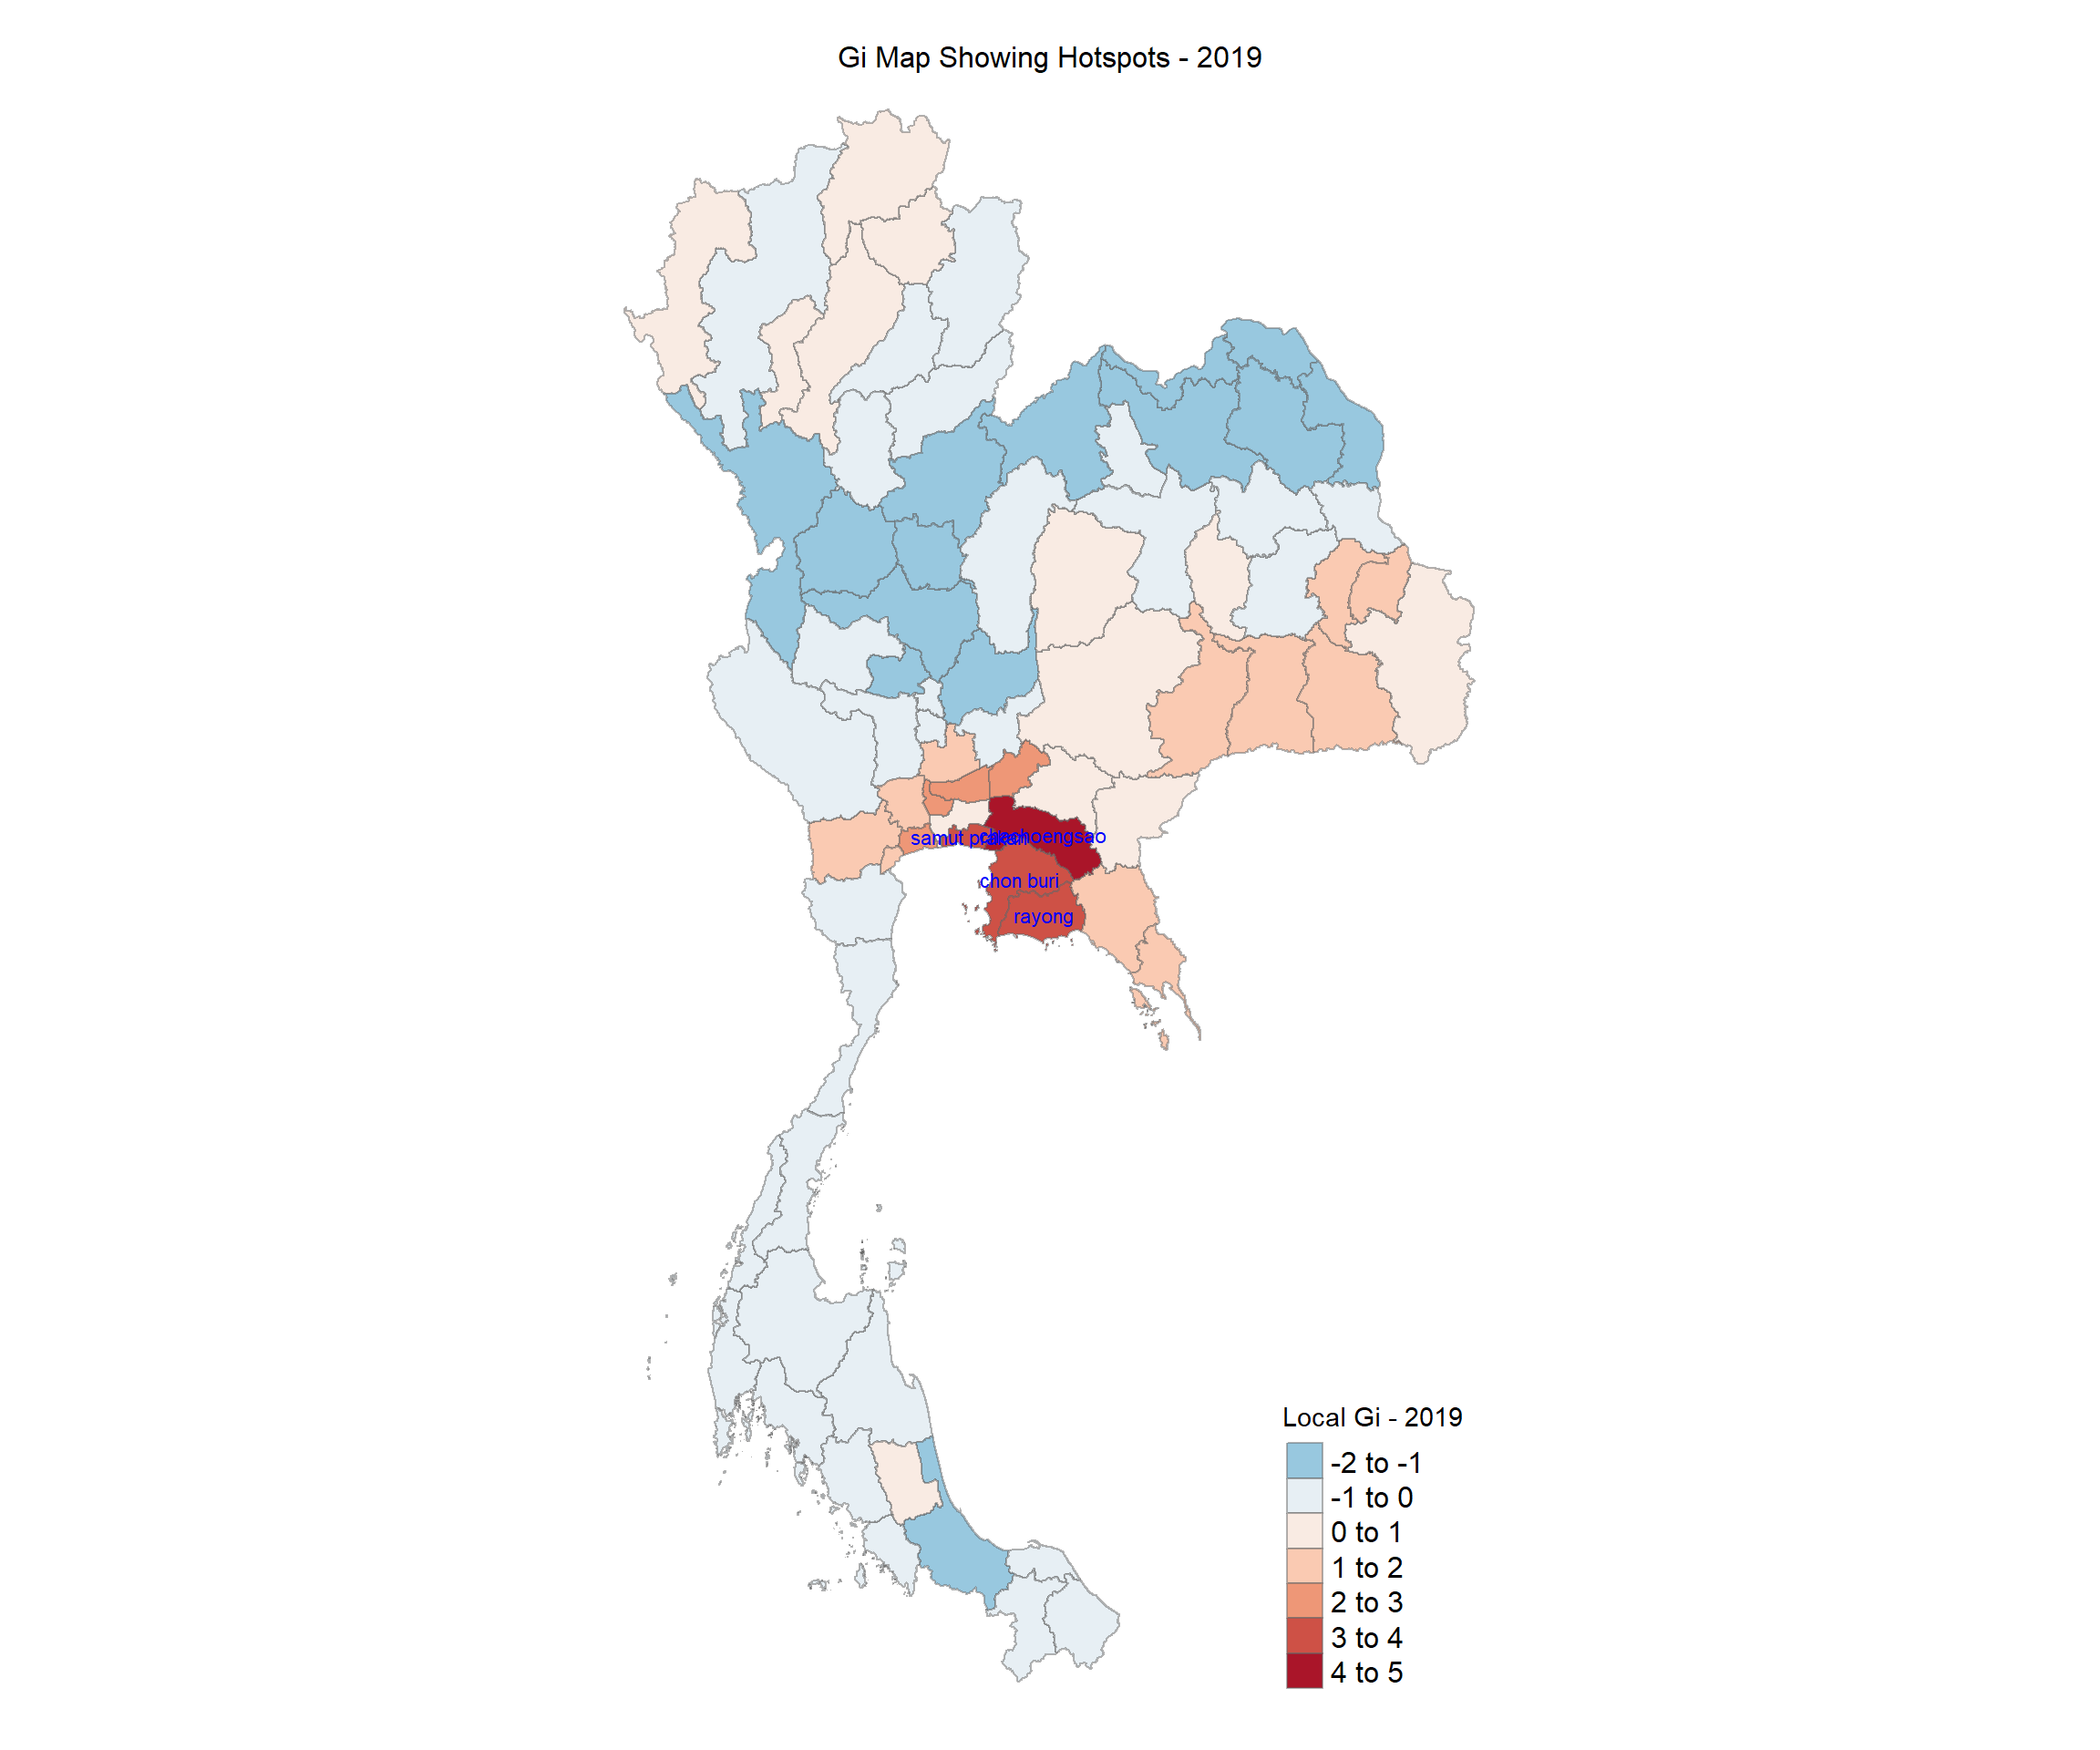 Gi Map Showing Hotspots - 2019
samut prakan
chachoengsao
chon buri
rayong
Local Gi - 2019
-2 to -1
-1 to 0
0 to 1
1 to 2
2 to 3
3 to 4
4 to 5